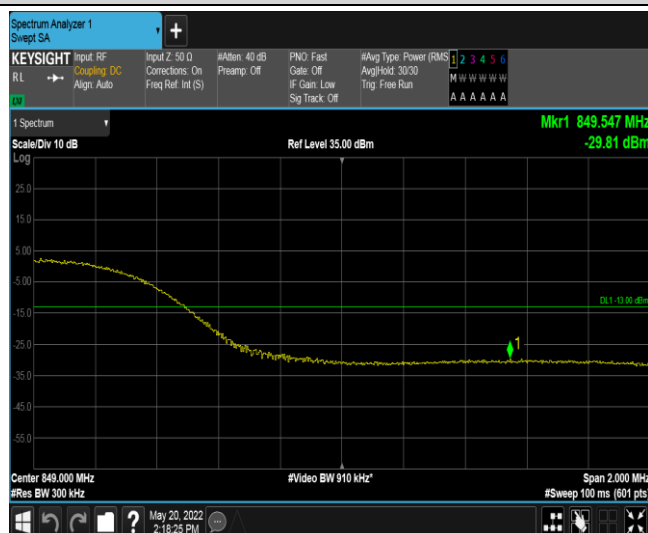 Spectrum Analyzer 1
Swept SA
+
KEYSIGHT Input: RF Input Z: 50 Ω #Atten: 40 dB PNO: Fast #Avg Type: Power (RMS 1 2 3 4 5 6
RL Coupling: DC Corrections: On Preamp: Off Gate: Off Avg|Hold: 30/30 M W W W W W
Align: Auto Freq Ref: Int (S) IF Gain: Low Trig: Free Run
Sig Track: Off A A A A A A
LXI
1 Spectrum Mkr1 849.547 MHz
Scale/Div 10 dB Ref Level 35.00 dBm -29.81 dBm
Log
25.0
15.0
5.00
-5.00
DL1 -13.00 dBm
-15.0
-25.0
1
-35.0
-45.0
-55.0
Center 849.000 MHz #Video BW 910 kHz* Span 2.000 MHz
#Res BW 300 kHz #Sweep 100 ms (601 pts)
? May 20, 2022
2:18:25 PM